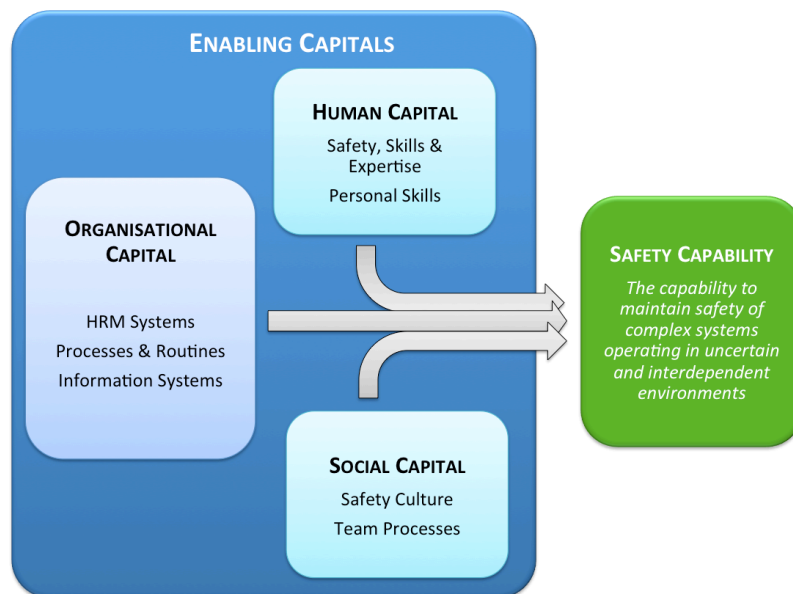 ENABLING CAPITALS
HUMAN CAPITAL
Safety, Skills &
Expertise
Personal Skills
ORGANISATIONAL
CAPITAL
HRM Systems
Processes & Routines
Information Systems
SOCIAL CAPITAL
Safety Culture
Team Processes
SAFETY CAPABILITY
The capability to
maintain safety of
complex systems
operating in uncertain
and interdependent
environments